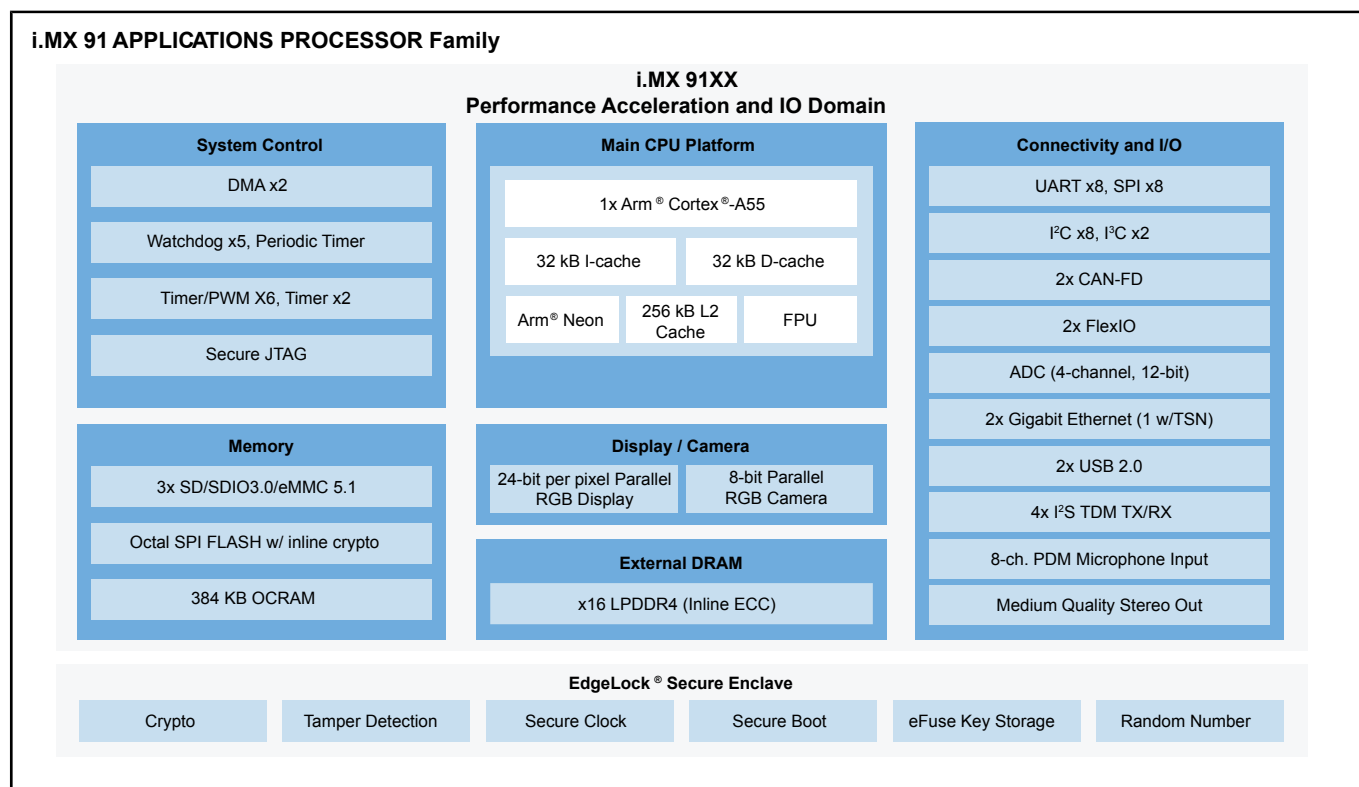 i.MX 91 APPLICATIONS PROCESSOR Family
i.MX 91XX
Performance Acceleration and IO Domain
System Control
DMA x2
Watchdog x5, Periodic Timer
Timer/PWM X6, Timer x2
Secure JTAG
Memory
3x SD/SDIO3.0/eMMC 5.1
Octal SPI FLASH w/ inline crypto
384 KB OCRAM
Main CPU Platform
1x Arm® Cortex®-A55
32 kB I-cache
32 kB D-cache
Arm® Neon
256 kB L2
Cache
FPU
Display / Camera
24-bit per pixel Parallel
RGB Display
8-bit Parallel
RGB Camera
External DRAM
x16 LPDDR4 (Inline ECC)
Connectivity and I/O
UART x8, SPI x8
I²C x8, I³C x2
2x CAN-FD
2x FlexIO
ADC (4-channel, 12-bit)
2x Gigabit Ethernet (1 w/TSN)
2x USB 2.0
4x I²S TDM TX/RX
8-ch. PDM Microphone Input
Medium Quality Stereo Out
EdgeLock® Secure Enclave
Crypto
Tamper Detection
Secure Clock
Secure Boot
eFuse Key Storage
Random Number